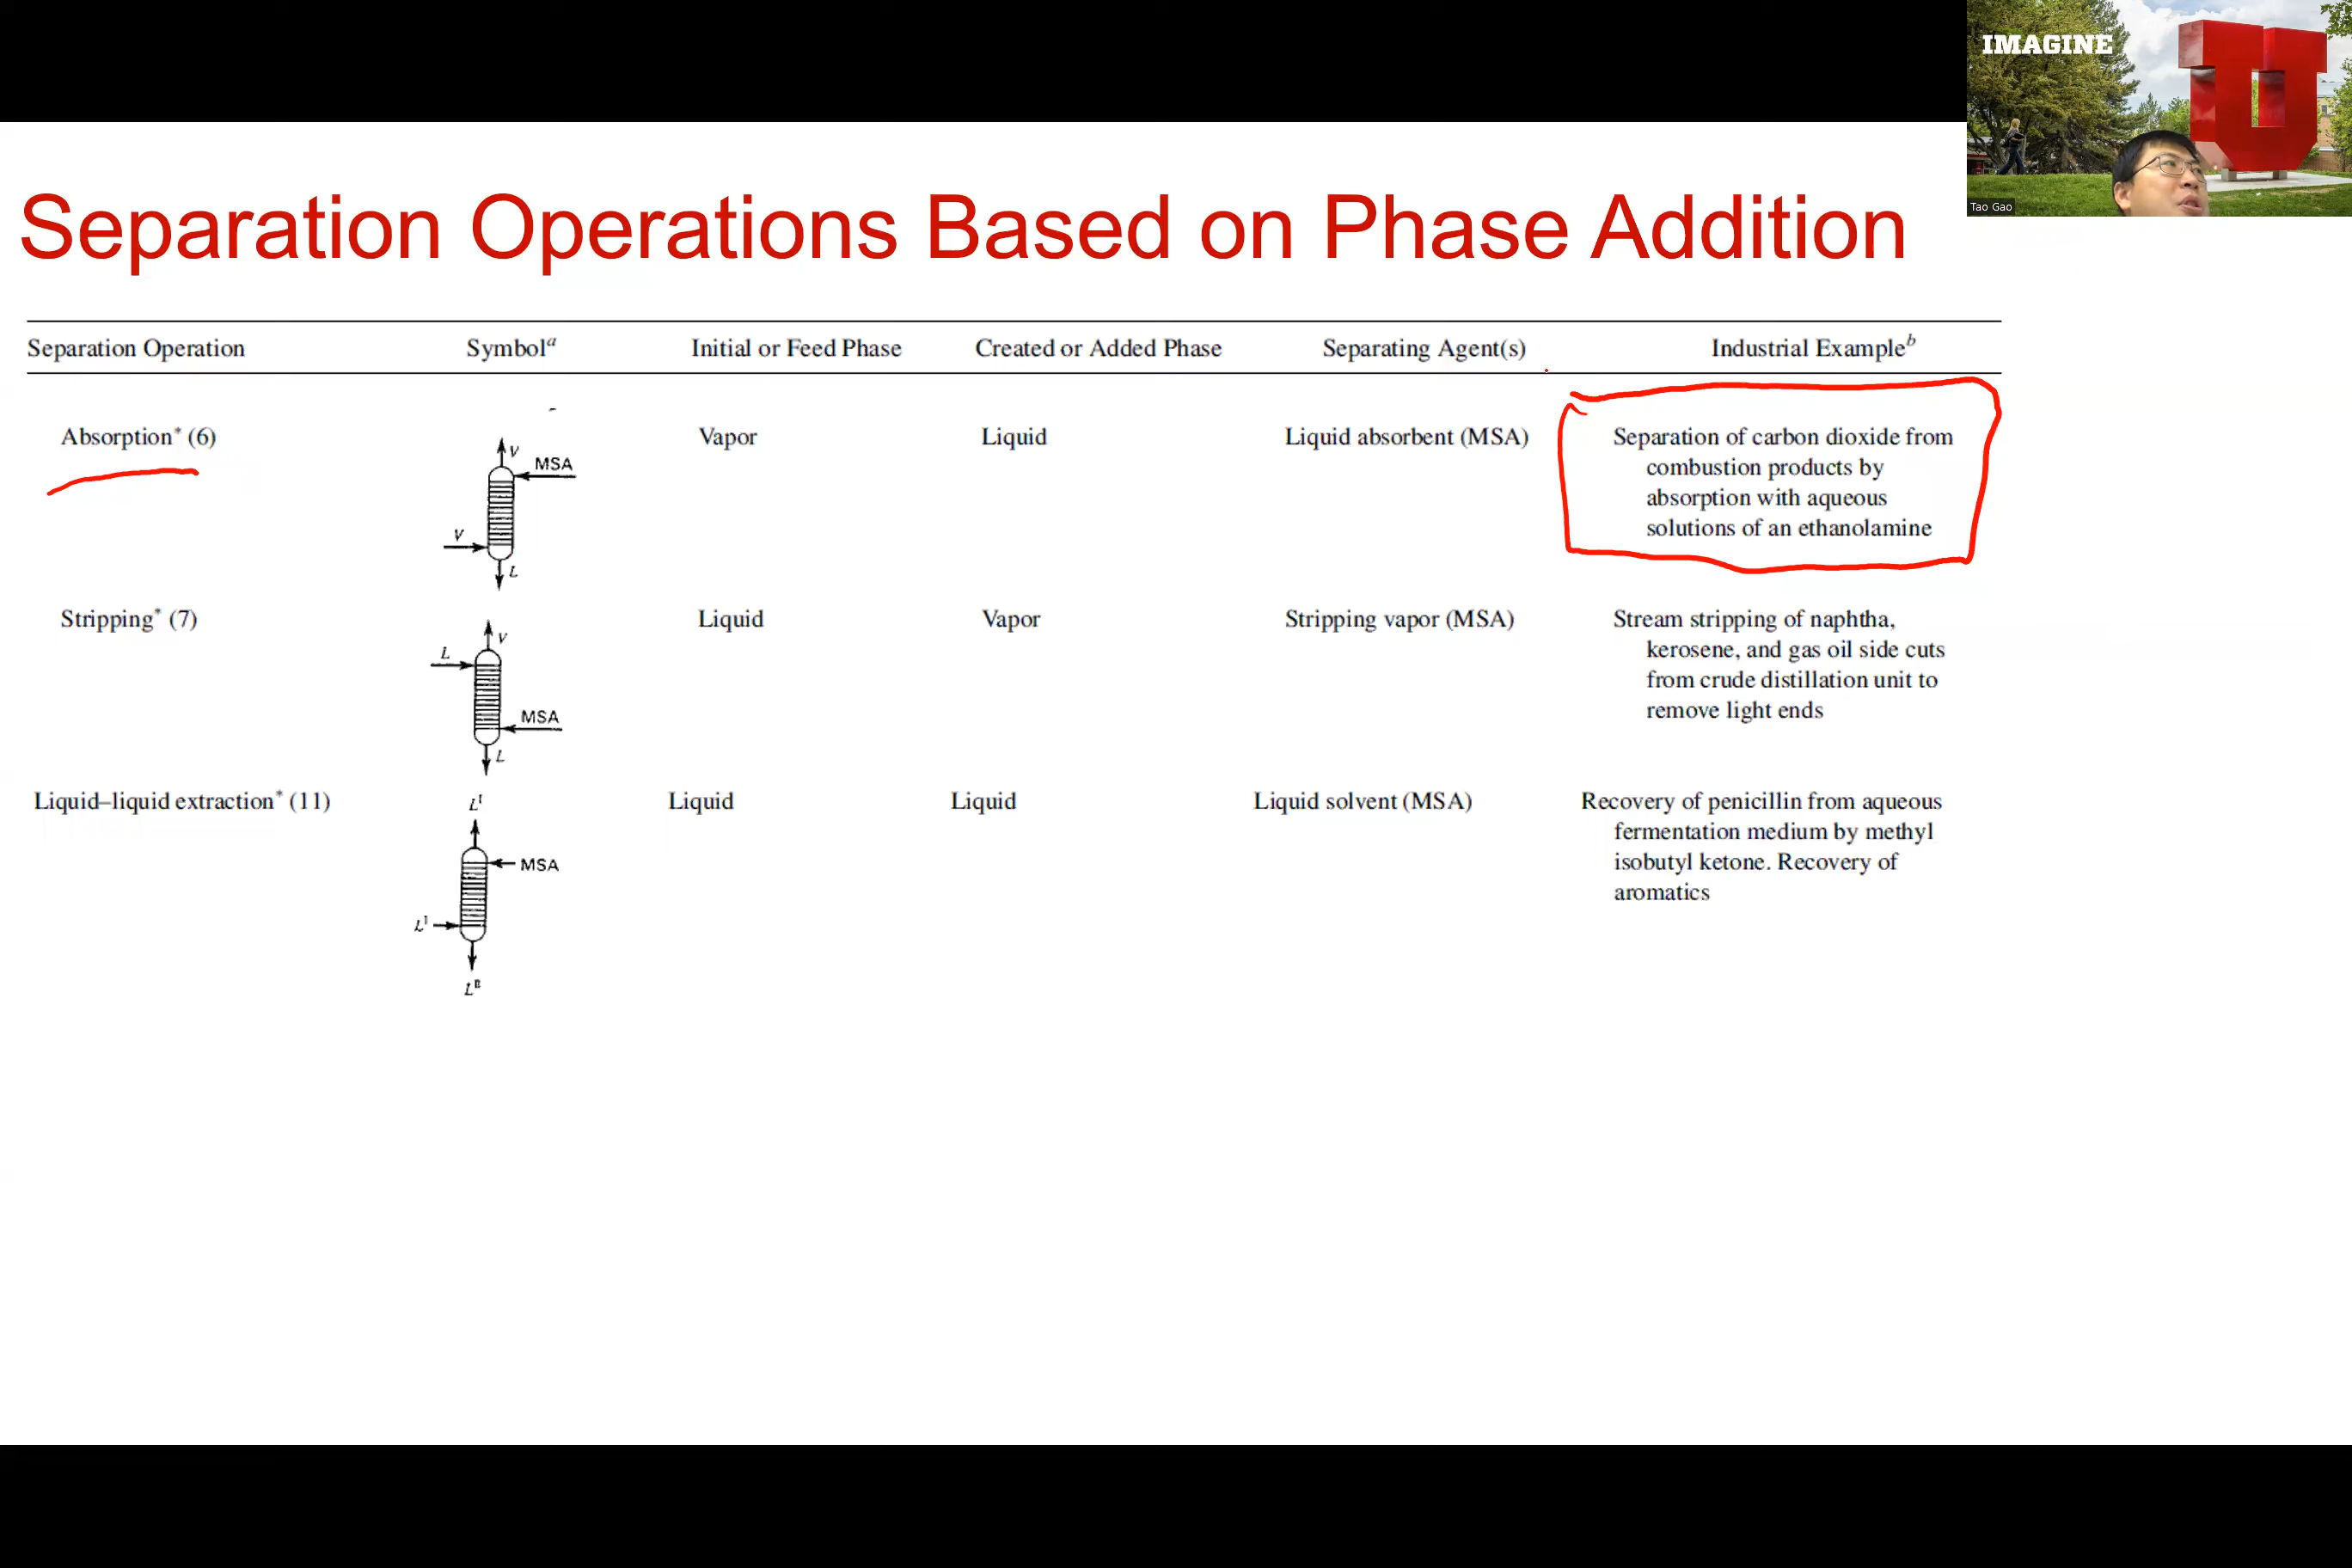 IMAGINE
Tao Gao
Separation Operations Based on Phase Addition
Separation Operation Symbolᵃ Initial or Feed Phase Created or Added Phase Separating Agent(s) Industrial Exampleᵇ
Absorption* (6) Vapor Liquid Liquid absorbent (MSA) Separation of carbon dioxide from
combustion products by
absorption with aqueous
solutions of an ethanolamine
V
MSA
V
L
Stripping* (7) Liquid Vapor Stripping vapor (MSA) Stream stripping of naphtha,
kerosene, and gas oil side cuts
from crude distillation unit to
remove light ends
V
L
MSA
L
Liquid–liquid extraction* (11) Liquid Liquid Liquid solvent (MSA) Recovery of penicillin from aqueous
fermentation medium by methyl
isobutyl ketone. Recovery of
aromatics
Lᴵ
MSA
Lᴵ
Lᴵᴵ